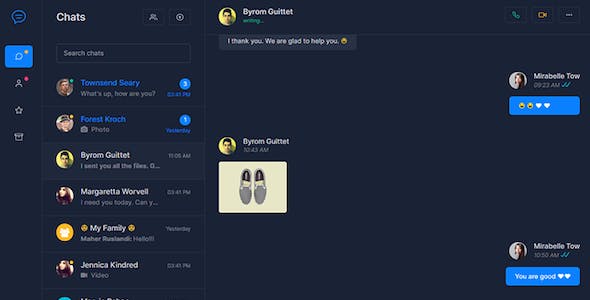 Chats
Search chats
Townsend Seary
3
What's up, how are you?
03:41 PM
Forest Kroch
1
Photo
Yesterday
Byrom Guittet
11:05 AM
I sent you all the files. G...
Margaretta Worvell
03:41 PM
I need you today. Can y...
😍 My Family 😍
Yesterday
Maher Ruslandi: Hello!!!
Jennica Kindred
03:41 PM
Video
Byrom Guittet
writing...
I thank you. We are glad to help you. 😄
Mirabelle Tow
09:23 AM
😄 😄 ❤ ❤
Byrom Guittet
10:43 AM
Mirabelle Tow
10:50 AM
You are good ❤❤